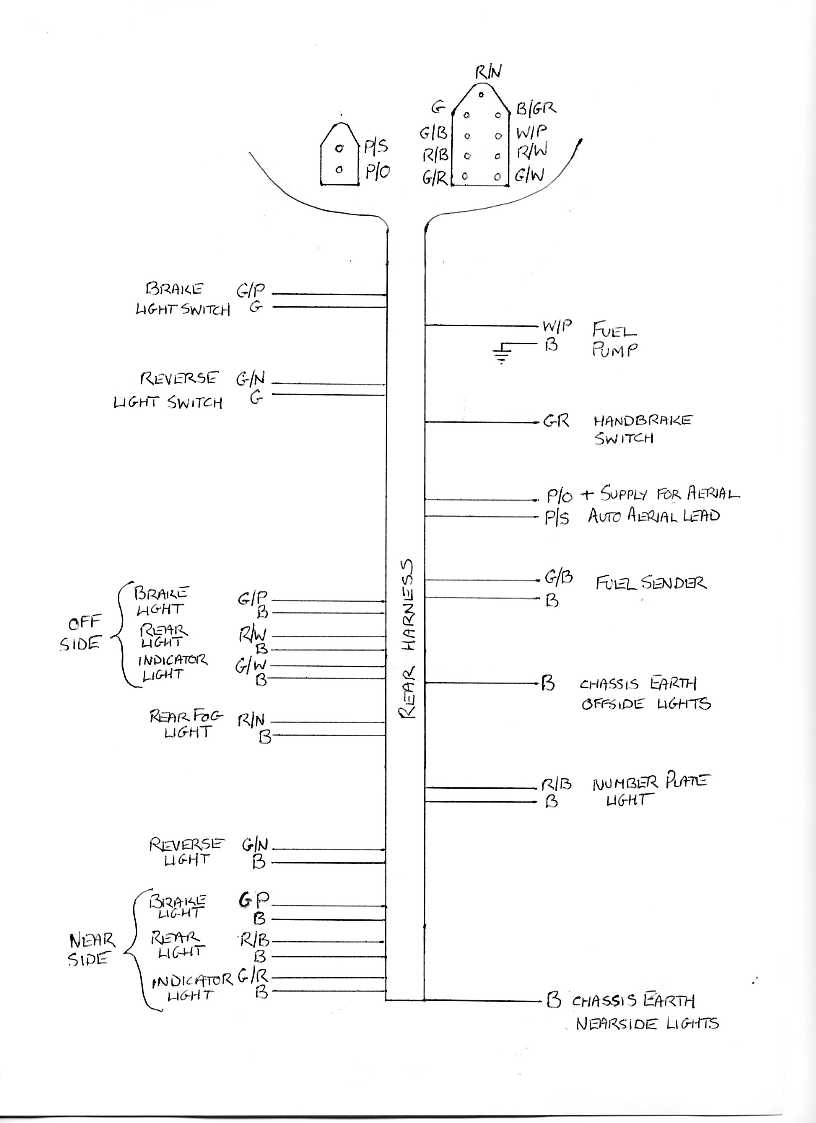 R/N
G B/GR
G/B W/P
R/B R/W
G/R G/W
P/S
P/O
BRAKE G/P
LIGHT SWITCH G
REVERSE G/N
LIGHT SWITCH G
W/P FUEL
B PUMP
GR HANDBRAKE
SWITCH
P/O + SUPPLY FOR AERIAL
P/S AUTO AERIAL LEAD
G/B FUEL SENDER
B
REAR HARNESS
OFF
SIDE
BRAKE G/P
LIGHT B
REAR R/W
LIGHT B
INDICATOR G/W
LIGHT B
B CHASSIS EARTH
OFFSIDE LIGHTS
REAR FOG R/N
LIGHT B
R/B NUMBER PLATE
B LIGHT
REVERSE G/N
LIGHT B
NEAR
SIDE
BRAKE GP
LIGHT B
REAR R/B
LIGHT B
INDICATOR G/R
LIGHT B
B CHASSIS EARTH
NEARSIDE LIGHTS